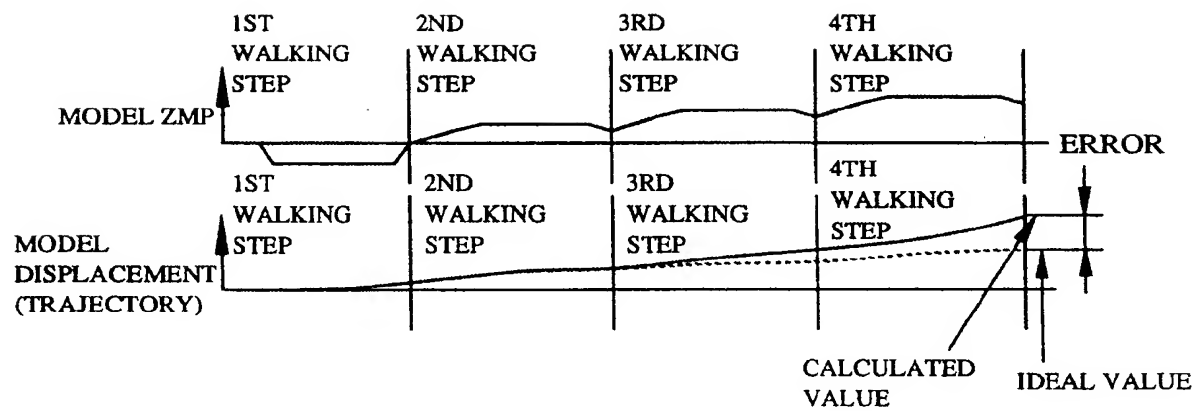 1ST
WALKING
STEP
2ND
WALKING
STEP
3RD
WALKING
STEP
4TH
WALKING
STEP
MODEL ZMP
ERROR
1ST
WALKING
STEP
2ND
WALKING
STEP
3RD
WALKING
STEP
4TH
WALKING
STEP
MODEL
DISPLACEMENT
(TRAJECTORY)
CALCULATED
VALUE
IDEAL VALUE